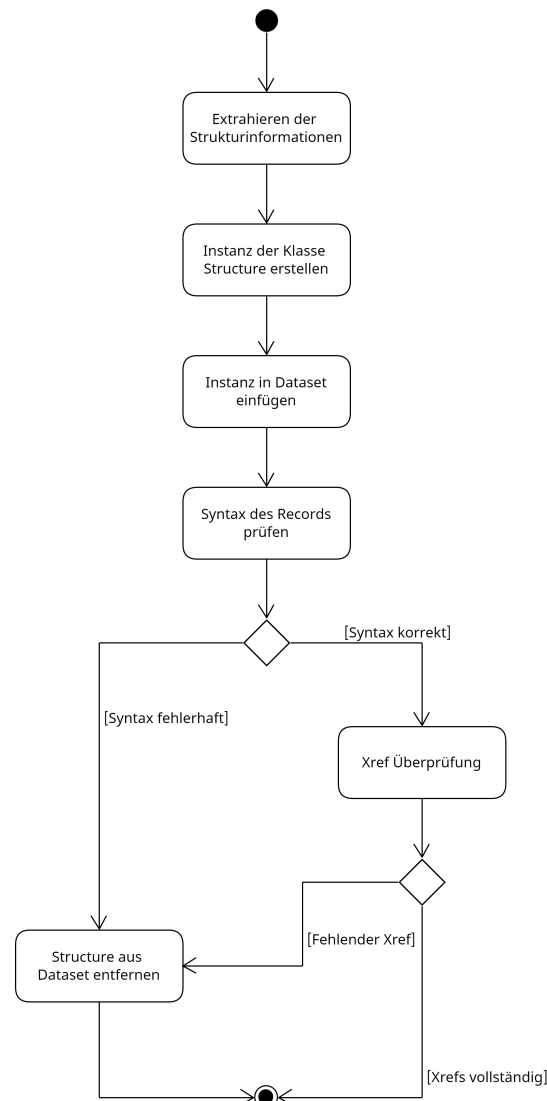 Extrahieren der
Strukturinformationen
Instanz der Klasse
Structure erstellen
Instanz in Dataset
einfügen
Syntax des Records
prüfen
[Syntax korrekt]
[Syntax fehlerhaft]
Xref Überprüfung
[Fehlender Xref]
Structure aus
Dataset entfernen
[Xrefs vollständig]